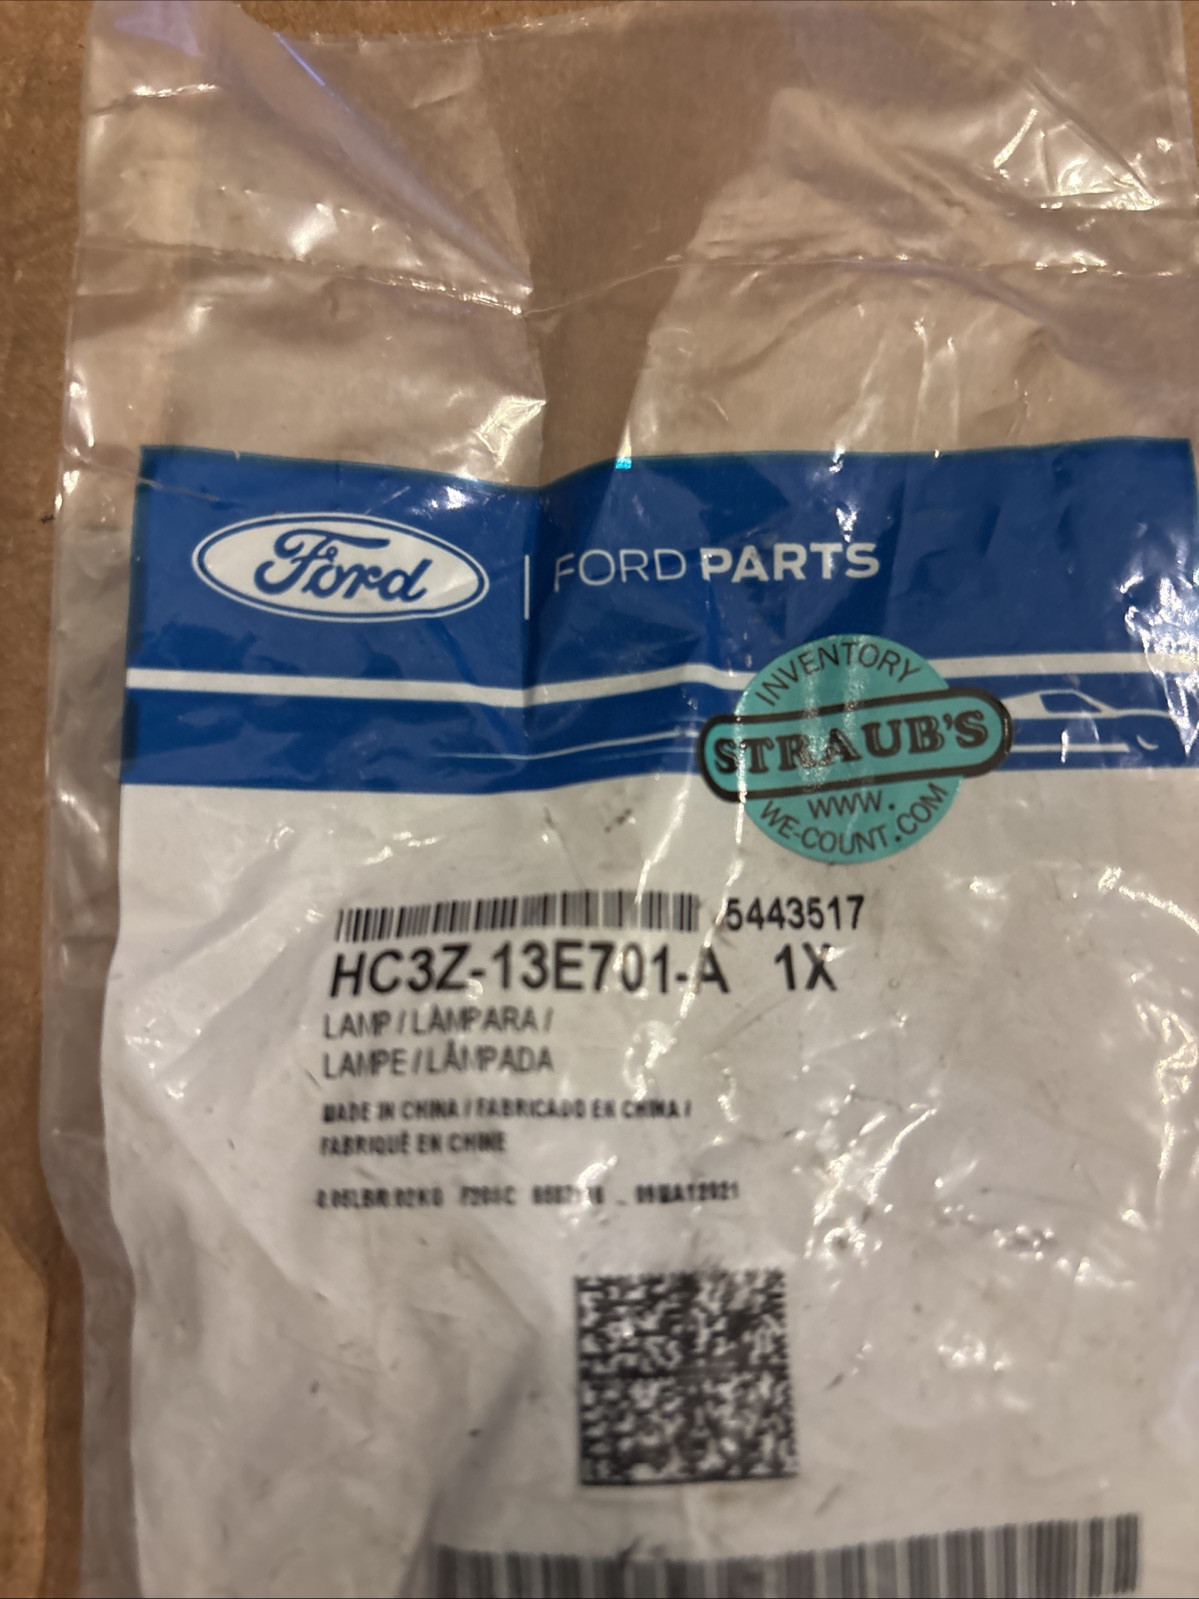 Ford
FORD PARTS
INVENTORY
STRAUB'S
WWW.
WE-COUNT.COM
5443517
HC3Z-13E701-A 1X
LAMP / LÁMPARA /
LAMPE / LÂMPADA
MADE IN CHINA / FABRICADO EN CHINA /
FABRIQUÉ EN CHINE